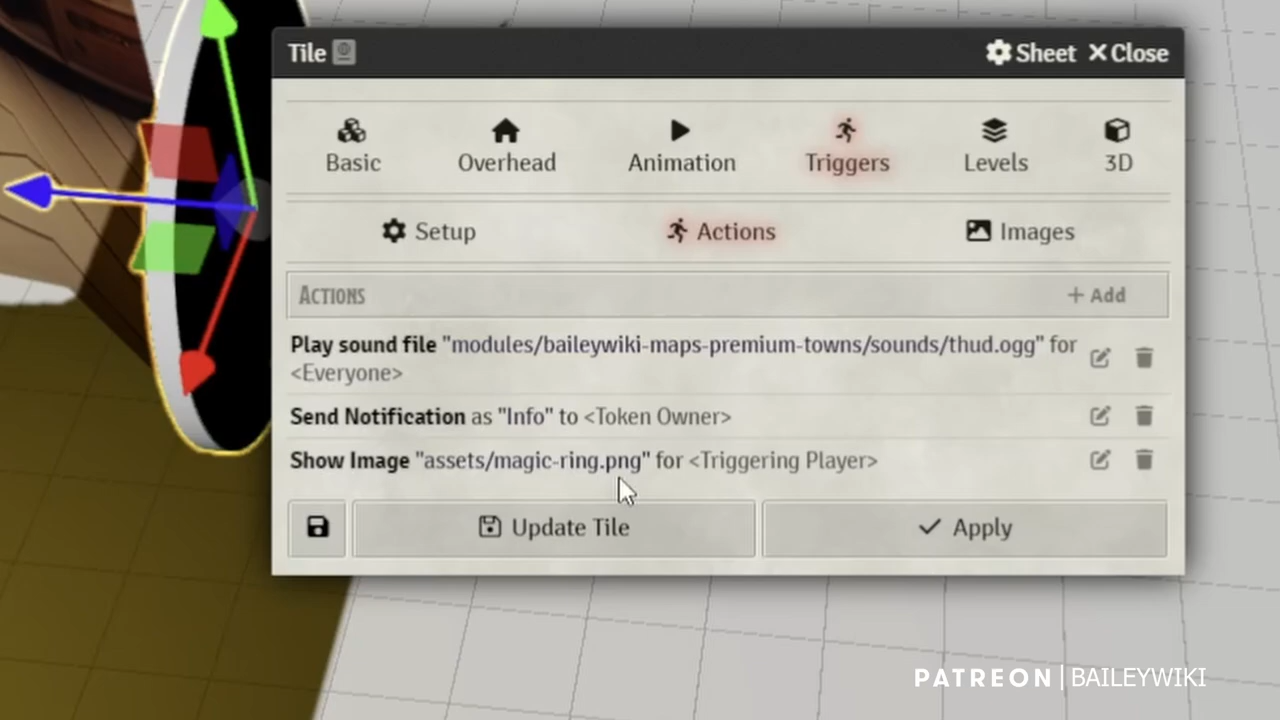 Tile
Sheet
Close
Basic
Overhead
Animation
Triggers
Levels
3D
Setup
Actions
Images
ACTIONS
+ Add
Play sound file "modules/baileywiki-maps-premium-towns/sounds/thud.ogg" for
<Everyone>
Send Notification as "Info" to <Token Owner>
Show Image "assets/magic-ring.png" for <Triggering Player>
Update Tile
Apply
PATREON | BAILEYWIKI